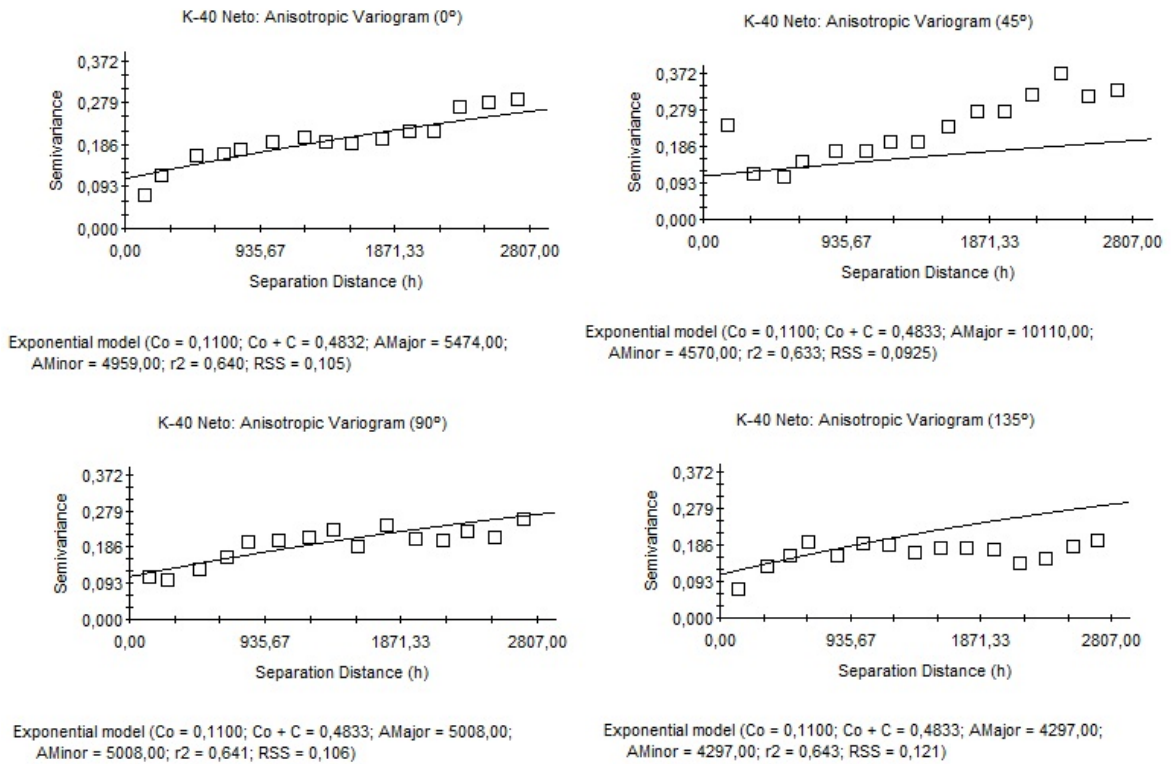 K-40 Neto: Anisotropic Variogram (0º)
0,372
0,279
0,186
0,093
0,000
Semivariance
0,00 935,67 1871,33 2807,00
Separation Distance (h)
Exponential model (Co = 0,1100; Co + C = 0,4832; AMajor = 5474,00;
AMinor = 4959,00; r2 = 0,640; RSS = 0,105)
K-40 Neto: Anisotropic Variogram (45º)
0,372
0,279
0,186
0,093
0,000
Semivariance
0,00 935,67 1871,33 2807,00
Separation Distance (h)
Exponential model (Co = 0,1100; Co + C = 0,4833; AMajor = 10110,00;
AMinor = 4570,00; r2 = 0,633; RSS = 0,0925)
K-40 Neto: Anisotropic Variogram (90º)
0,372
0,279
0,186
0,093
0,000
Semivariance
0,00 935,67 1871,33 2807,00
Separation Distance (h)
Exponential model (Co = 0,1100; Co + C = 0,4833; AMajor = 5008,00;
AMinor = 5008,00; r2 = 0,641; RSS = 0,106)
K-40 Neto: Anisotropic Variogram (135º)
0,372
0,279
0,186
0,093
0,000
Semivariance
0,00 935,67 1871,33 2807,00
Separation Distance (h)
Exponential model (Co = 0,1100; Co + C = 0,4833; AMajor = 4297,00;
AMinor = 4297,00; r2 = 0,643; RSS = 0,121)